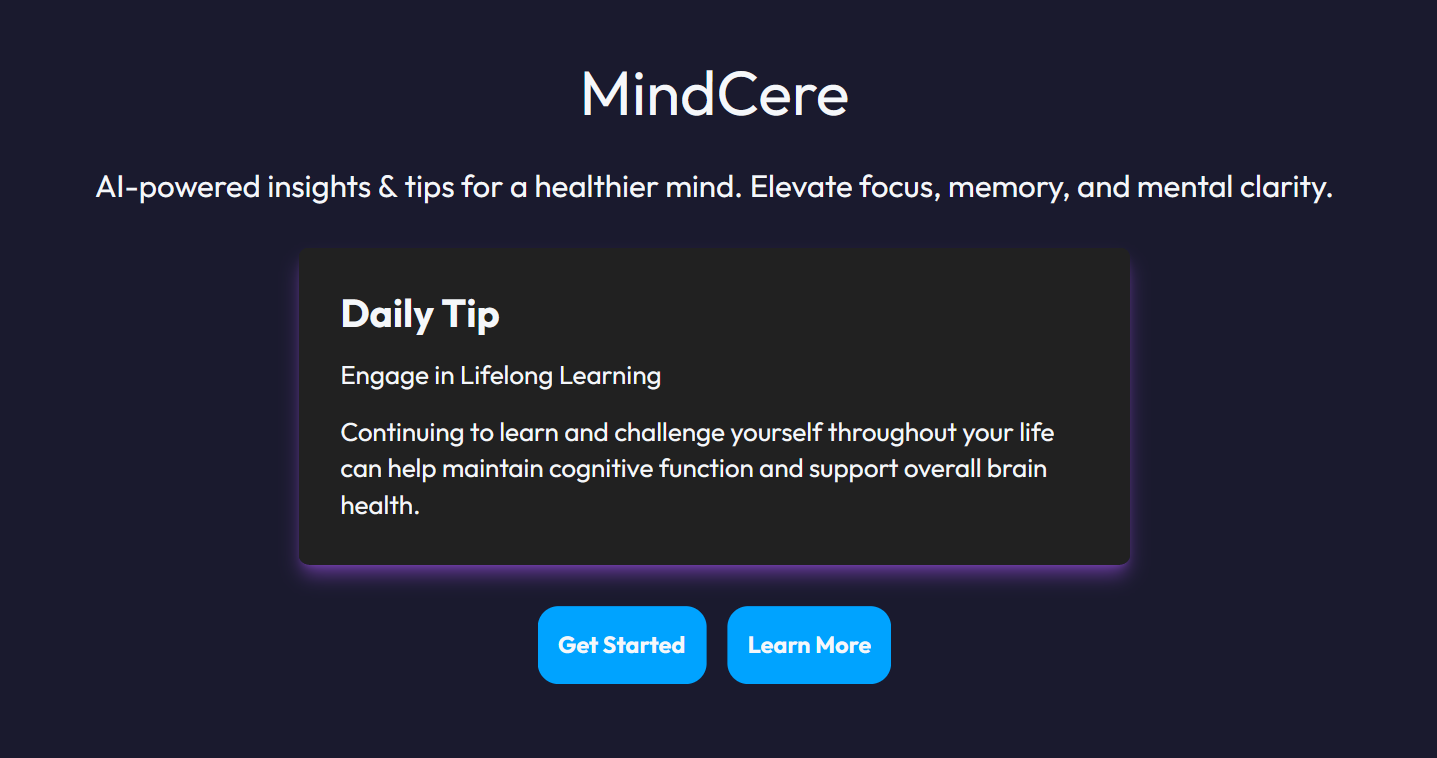 MindCere
AI-powered insights & tips for a healthier mind. Elevate focus, memory, and mental clarity.
Daily Tip
Engage in Lifelong Learning
Continuing to learn and challenge yourself throughout your life
can help maintain cognitive function and support overall brain
health.
Get Started
Learn More